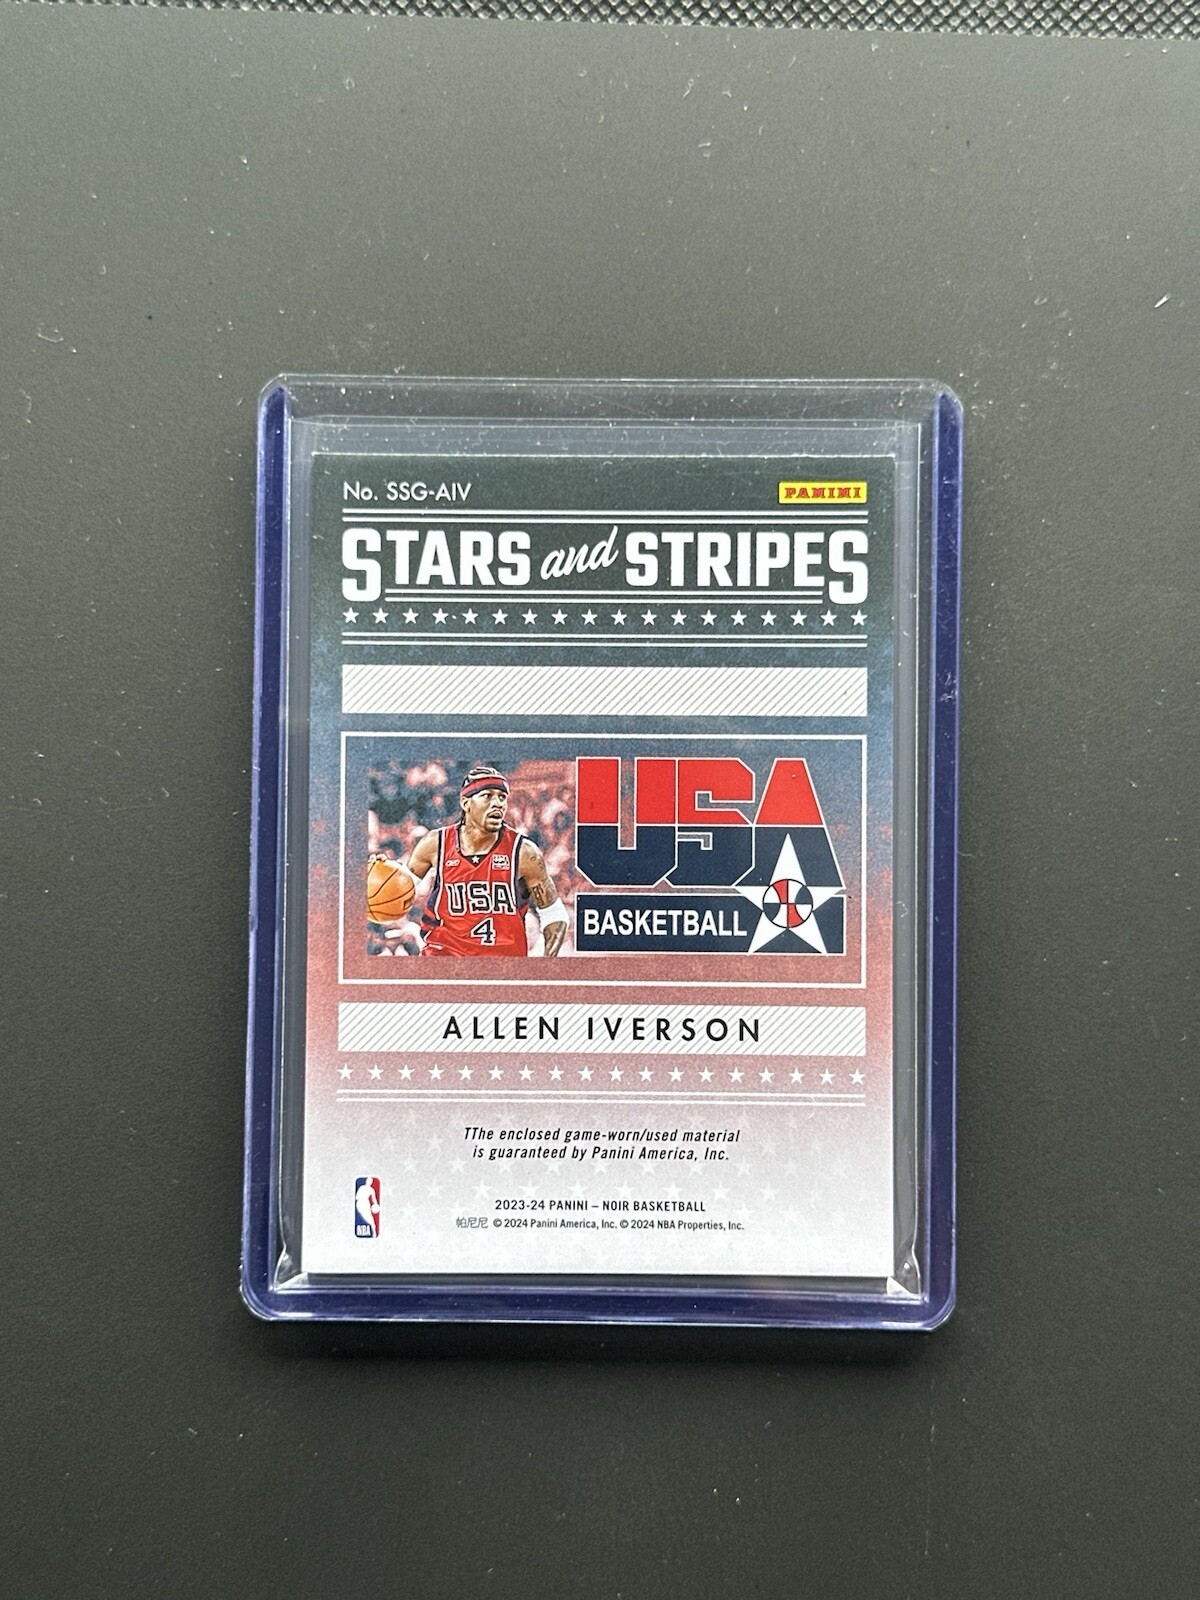 No. SSG-AIV
PANINI
STARS and STRIPES
USA
BASKETBALL
USA
4
ALLEN IVERSON
TThe enclosed game-worn/used material
is guaranteed by Panini America, Inc.
2023-24 PANINI – NOIR BASKETBALL
帕尼尼 © 2024 Panini America, Inc. © 2024 NBA Properties, Inc.
NBA